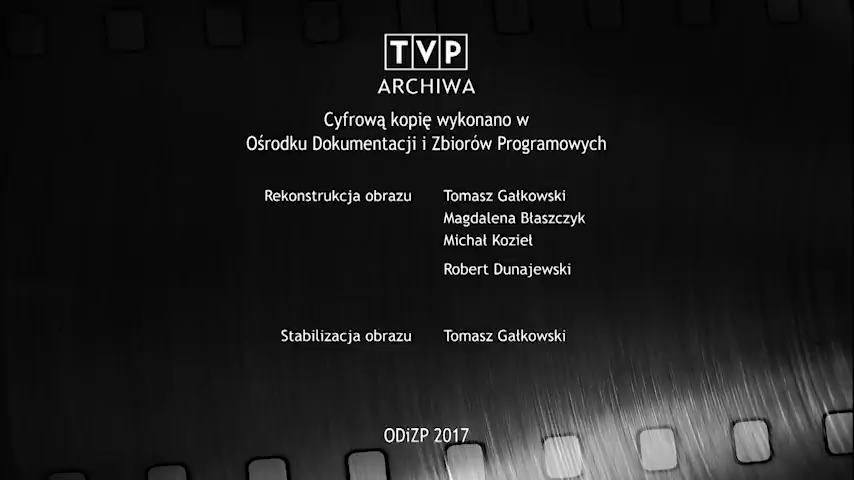 TVP
ARCHIWA
Cyfrową kopię wykonano w
Ośrodku Dokumentacji i Zbiorów Programowych
Rekonstrukcja obrazu Tomasz Gałkowski
Magdalena Błaszczyk
Michał Kozieł
Robert Dunajewski
Stabilizacja obrazu Tomasz Gałkowski
ODiZP 2017